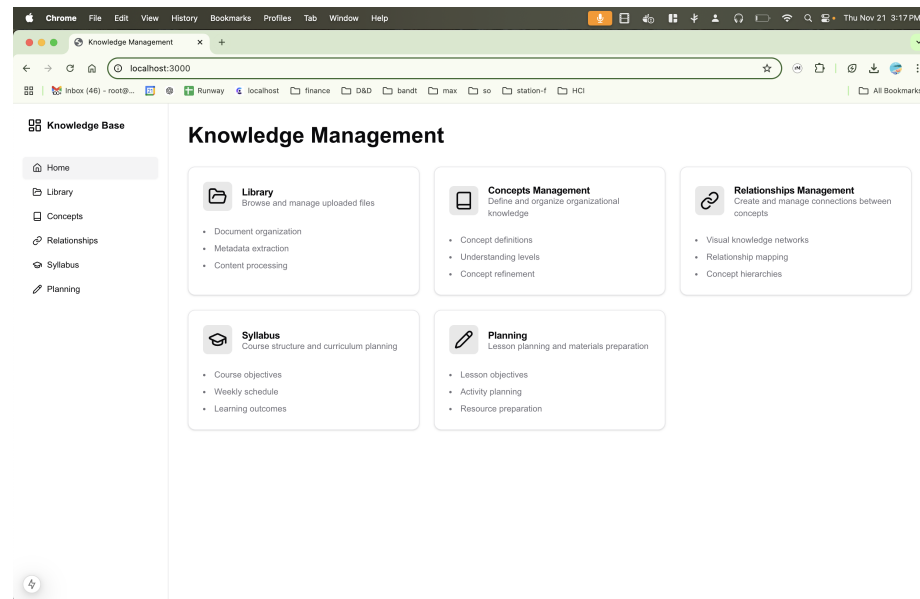 Chrome File Edit View History Bookmarks Profiles Tab Window Help Thu Nov 21 3:17 PM
Knowledge Management
localhost:3000
Inbox (46) - root@... Runway localhost finance D&D bandt max so station-f HCI All Bookmarks
Knowledge Base
Home
Library
Concepts
Relationships
Syllabus
Planning
Knowledge Management
Library
Browse and manage uploaded files
• Document organization
• Metadata extraction
• Content processing
Concepts Management
Define and organize organizational
knowledge
• Concept definitions
• Understanding levels
• Concept refinement
Relationships Management
Create and manage connections between
concepts
• Visual knowledge networks
• Relationship mapping
• Concept hierarchies
Syllabus
Course structure and curriculum planning
• Course objectives
• Weekly schedule
• Learning outcomes
Planning
Lesson planning and materials preparation
• Lesson objectives
• Activity planning
• Resource preparation